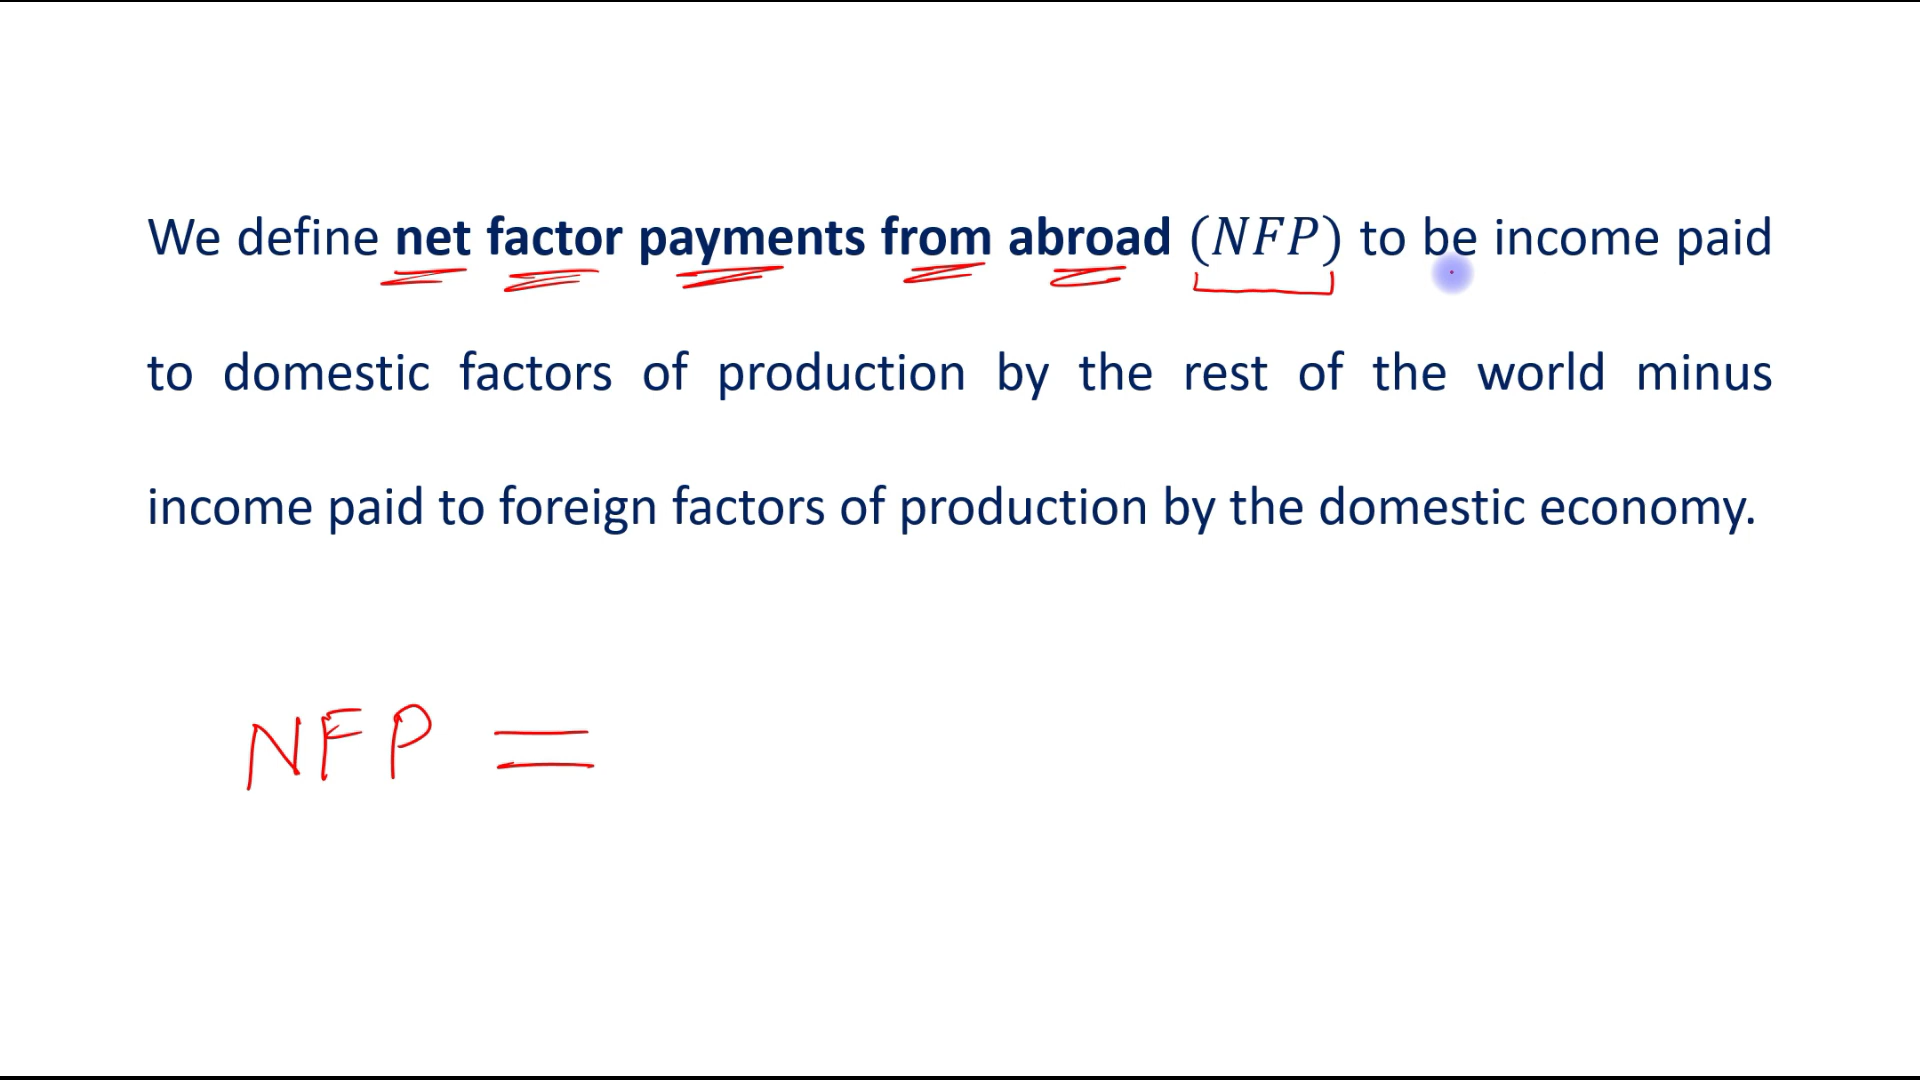 We define net factor payments from abroad (NFP) to be income paid
to domestic factors of production by the rest of the world minus
income paid to foreign factors of production by the domestic economy.
NFP =